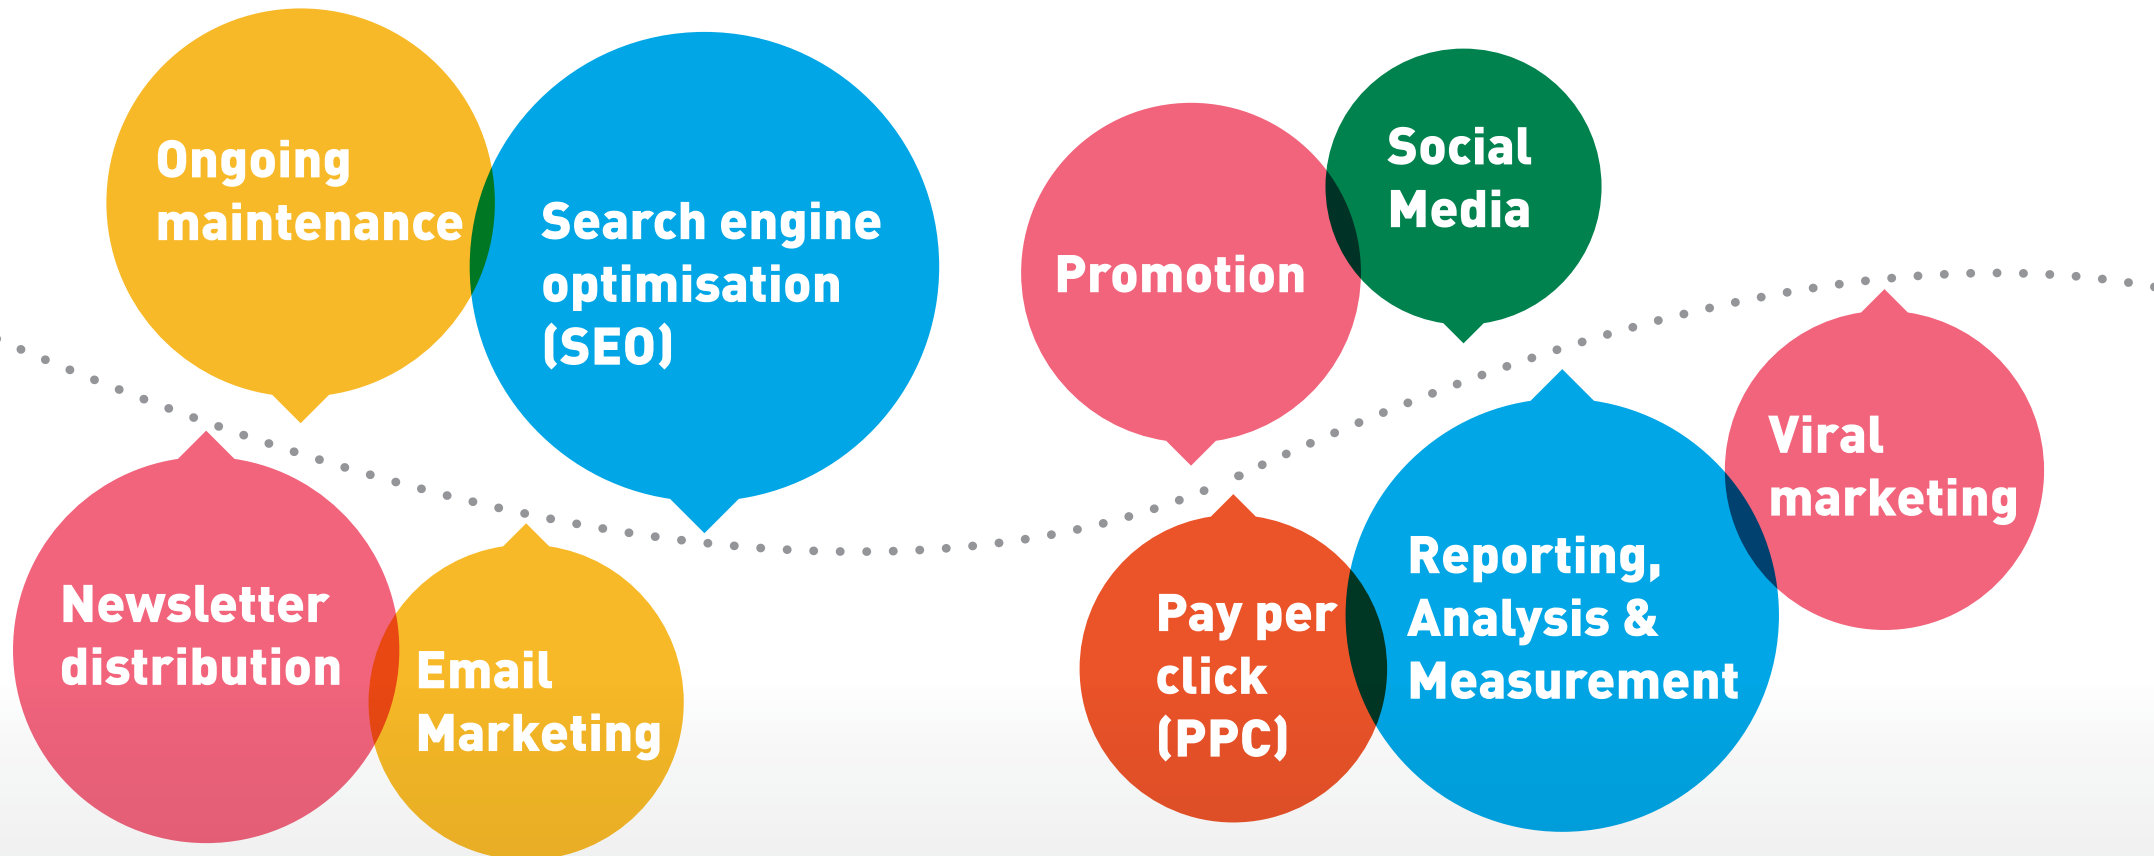 Ongoing
maintenance
Search engine
optimisation
(SEO)
Promotion
Social
Media
Newsletter
distribution
Email
Marketing
Pay per
click
(PPC)
Reporting,
Analysis &
Measurement
Viral
marketing